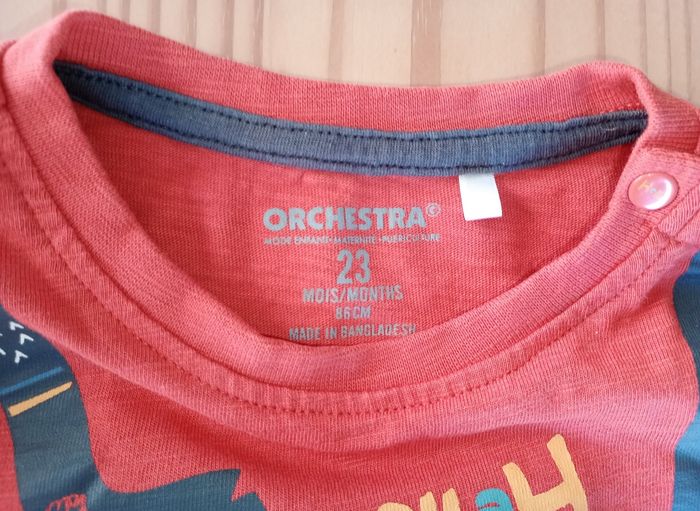 ORCHESTRA©
MODE ENFANT • MATERNITE • PUERICULTURE
23
MOIS/MONTHS
86CM
MADE IN BANGLADESH